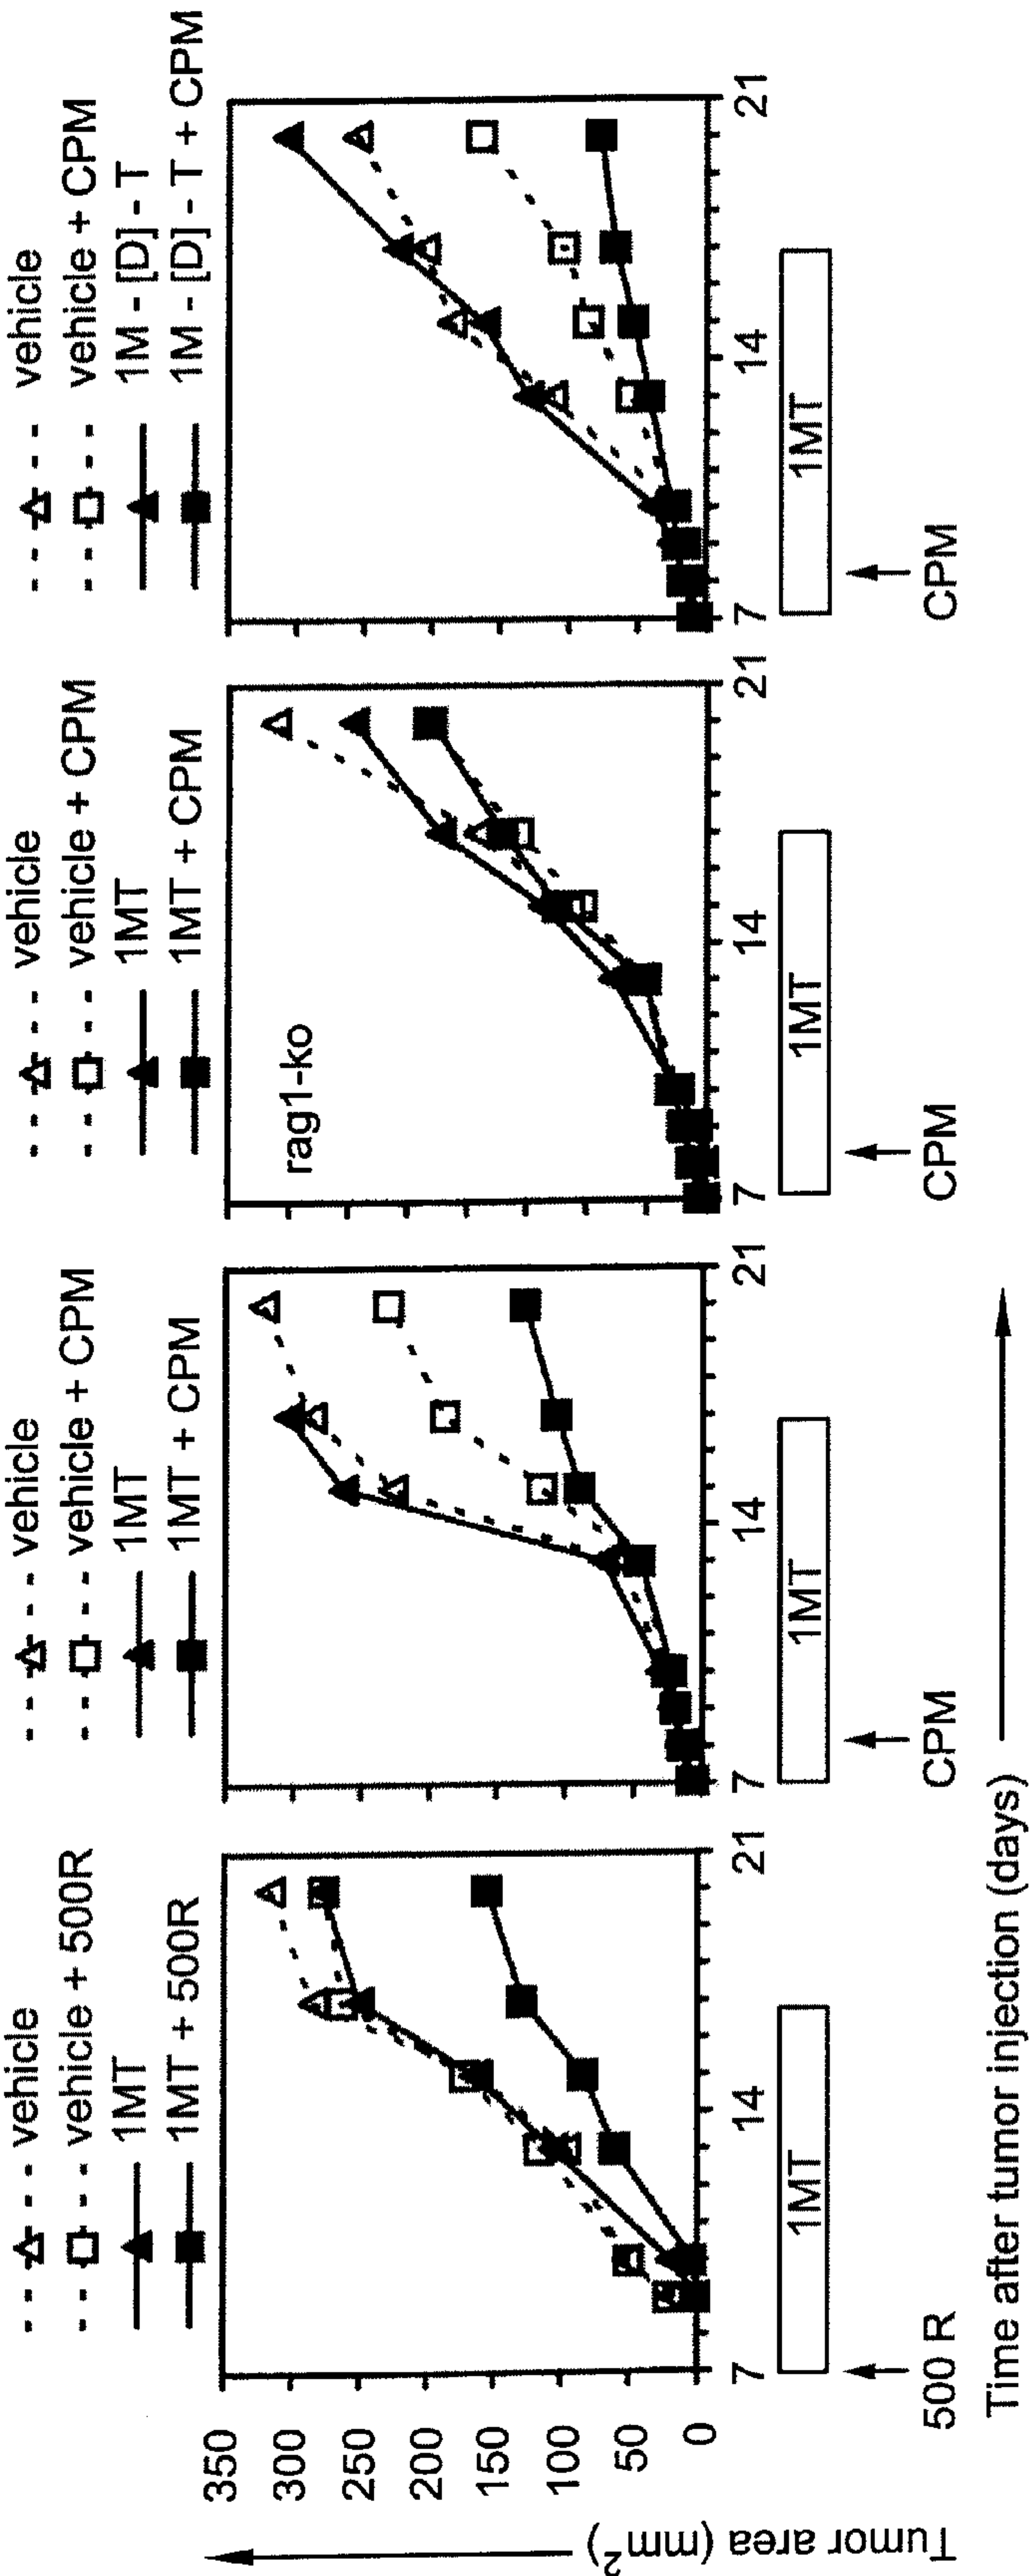 vehicle
vehicle + 500R
1MT
1MT + 500R
vehicle
vehicle + CPM
1MT
1MT + CPM
vehicle
vehicle + CPM
1MT
1MT + CPM
vehicle
vehicle + CPM
1M - [D] - T
1M - [D] - T + CPM
Tumor area (mm2)
350
300
250
200
150
100
50
0
rag1-ko
7 14 21
7 14 21
7 14 21
7 14 21
1MT
1MT
1MT
1MT
500 R
CPM
CPM
CPM
Time after tumor injection (days)